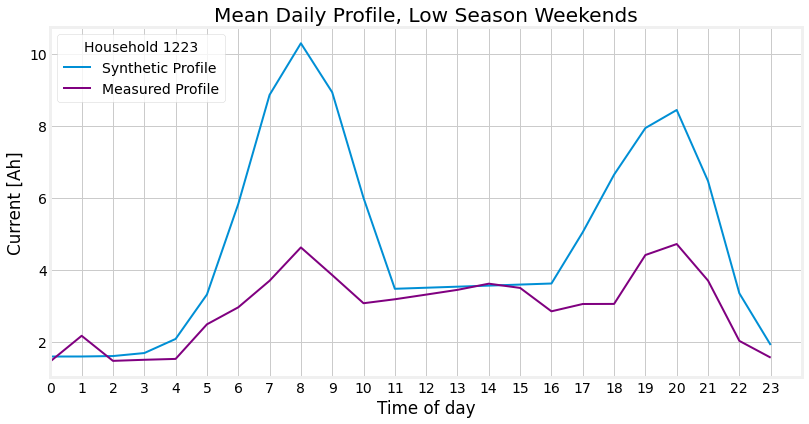 Mean Daily Profile, Low Season Weekends
Household 1223
Synthetic Profile
Measured Profile
Current [Ah]
10
8
6
4
2
0 1 2 3 4 5 6 7 8 9 10 11 12 13 14 15 16 17 18 19 20 21 22 23
Time of day